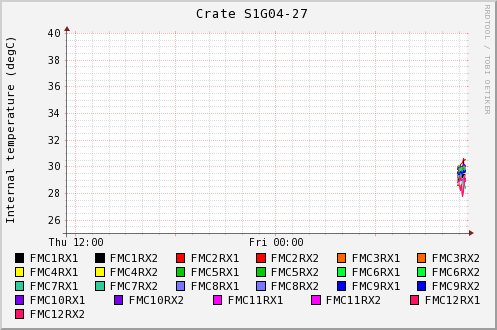 Crate S1G04-27
RRDTOOL / TOBI OETIKER
Internal temperature (degC)
40
38
36
34
32
30
28
26
Thu 12:00 Fri 00:00
FMC1RX1 FMC1RX2 FMC2RX1 FMC2RX2 FMC3RX1 FMC3RX2
FMC4RX1 FMC4RX2 FMC5RX1 FMC5RX2 FMC6RX1 FMC6RX2
FMC7RX1 FMC7RX2 FMC8RX1 FMC8RX2 FMC9RX1 FMC9RX2
FMC10RX1 FMC10RX2 FMC11RX1 FMC11RX2 FMC12RX1
FMC12RX2